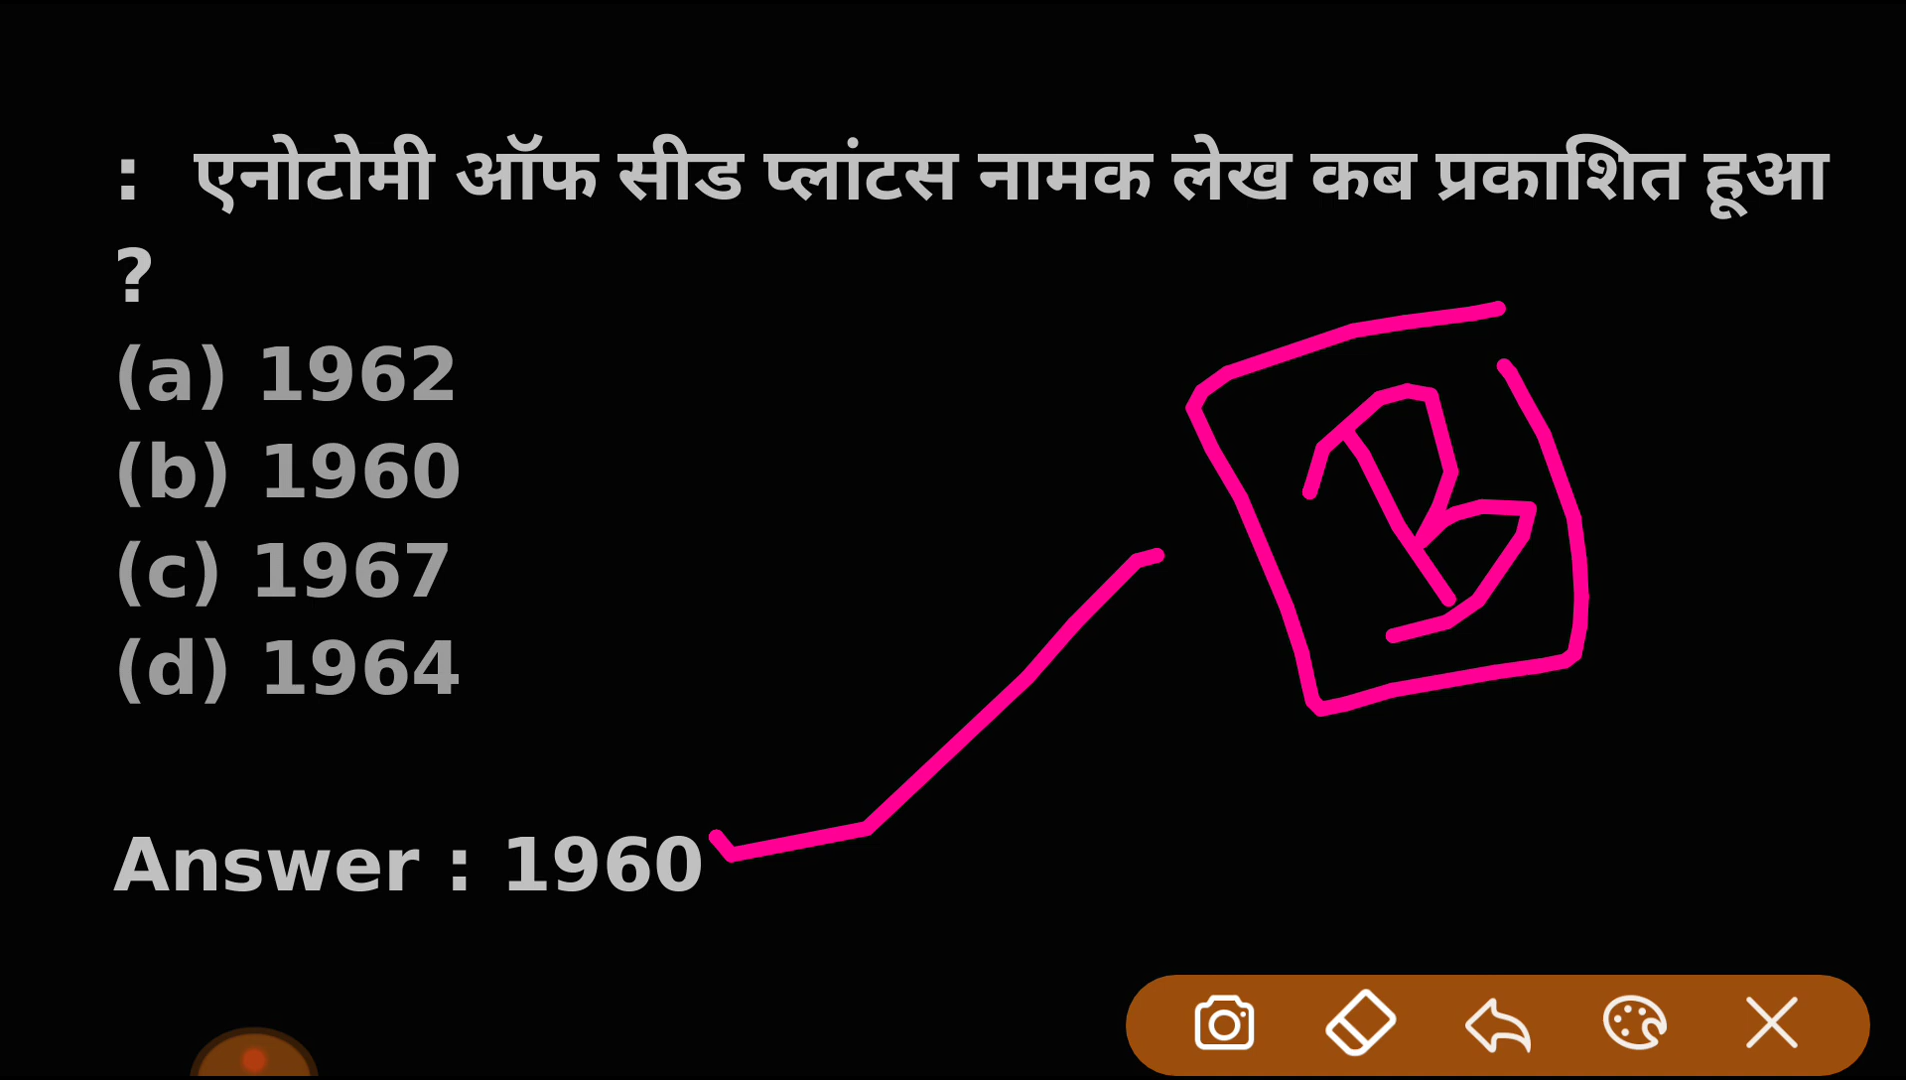 : एनोटोमी ऑफ सीड प्लांटस नामक लेख कब प्रकाशित हूआ
?
(a) 1962
(b) 1960
(c) 1967
(d) 1964
B
Answer : 1960